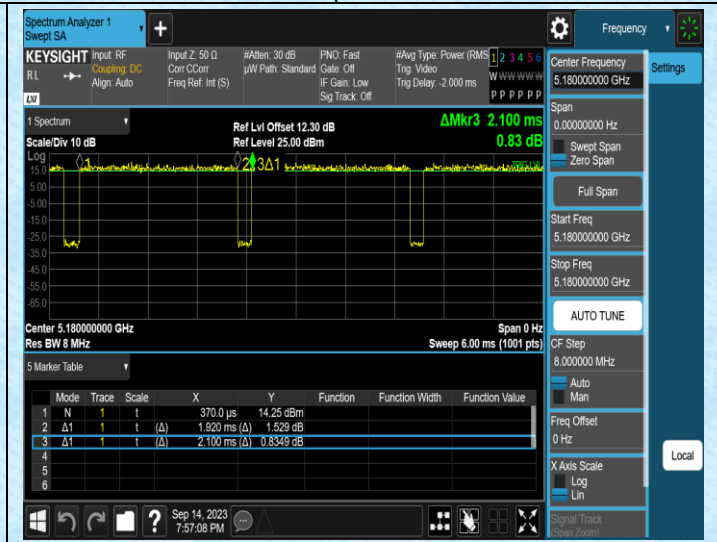 Spectrum Analyzer 1
Swept SA
+
Frequency
KEYSIGHT
RL
LXI
Input: RF
Coupling: DC
Align: Auto
Input Z: 50 Ω
Corr CCorr
Freq Ref: Int (S)
#Atten: 30 dB
µW Path: Standard
PNO: Fast
Gate: Off
IF Gain: Low
Sig Track: Off
#Avg Type: Power (RMS
Trig: Video
Trig Delay: -2.000 ms
1 2 3 4 5 6
W W W W W W
P P P P P P
Center Frequency
5.180000000 GHz
Settings
1 Spectrum
Scale/Div 10 dB
Ref Lvl Offset 12.30 dB
Ref Level 25.00 dBm
ΔMkr3 2.100 ms
0.83 dB
Log
1
2
3Δ1
TRIG LVL
15.0
5.00
-5.00
-15.0
-25.0
-35.0
-45.0
-55.0
-65.0
Center 5.180000000 GHz
Res BW 8 MHz
Span 0 Hz
Sweep 6.00 ms (1001 pts)
Span
0.00000000 Hz
Swept Span
Zero Span
Full Span
Start Freq
5.180000000 GHz
Stop Freq
5.180000000 GHz
AUTO TUNE
CF Step
8.000000 MHz
Auto
Man
Freq Offset
0 Hz
X Axis Scale
Log
Lin
Signal Track
(Span Zoom)
Local
5 Marker Table
Mode Trace Scale X Y Function Function Width Function Value
1 N 1 t 370.0 µs 14.25 dBm
2 Δ1 1 t (Δ) 1.920 ms (Δ) 1.529 dB
3 Δ1 1 t (Δ) 2.100 ms (Δ) 0.8349 dB
4
5
6
?
Sep 14, 2023
7:57:08 PM